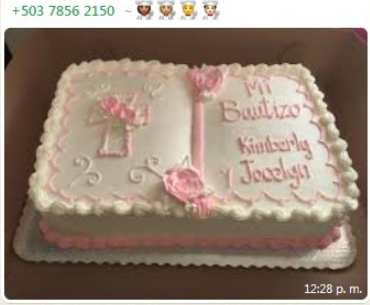 +503 7856 2150 ~
Mi
Bautizo
Kimberly
y Jocelyn
12:28 p. m.